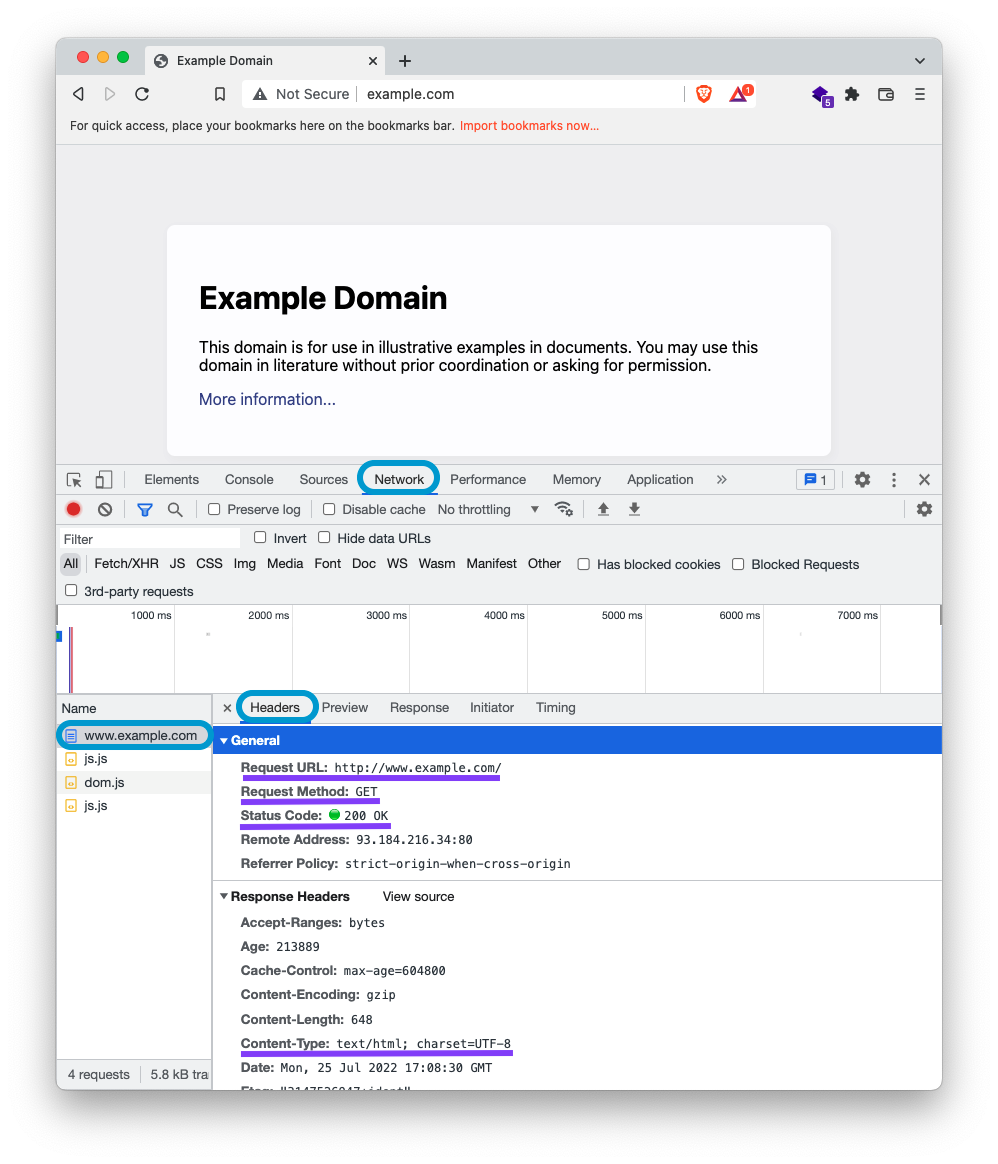 Example Domain
Not Secure example.com 1 5
For quick access, place your bookmarks here on the bookmarks bar. Import bookmarks now...
Example Domain
This domain is for use in illustrative examples in documents. You may use this
domain in literature without prior coordination or asking for permission.
More information...
Elements Console Sources Network Performance Memory Application » 1
Preserve log Disable cache No throttling
Filter Invert Hide data URLs
All Fetch/XHR JS CSS Img Media Font Doc WS Wasm Manifest Other Has blocked cookies Blocked Requests
3rd-party requests
1000 ms 2000 ms 3000 ms 4000 ms 5000 ms 6000 ms 7000 ms
Name
www.example.com
js.js
dom.js
js.js
4 requests 5.8 kB tra
Headers Preview Response Initiator Timing
General
Request URL: http://www.example.com/
Request Method: GET
Status Code: 200 OK
Remote Address: 93.184.216.34:80
Referrer Policy: strict-origin-when-cross-origin
Response Headers View source
Accept-Ranges: bytes
Age: 213889
Cache-Control: max-age=604800
Content-Encoding: gzip
Content-Length: 648
Content-Type: text/html; charset=UTF-8
Date: Mon, 25 Jul 2022 17:08:30 GMT